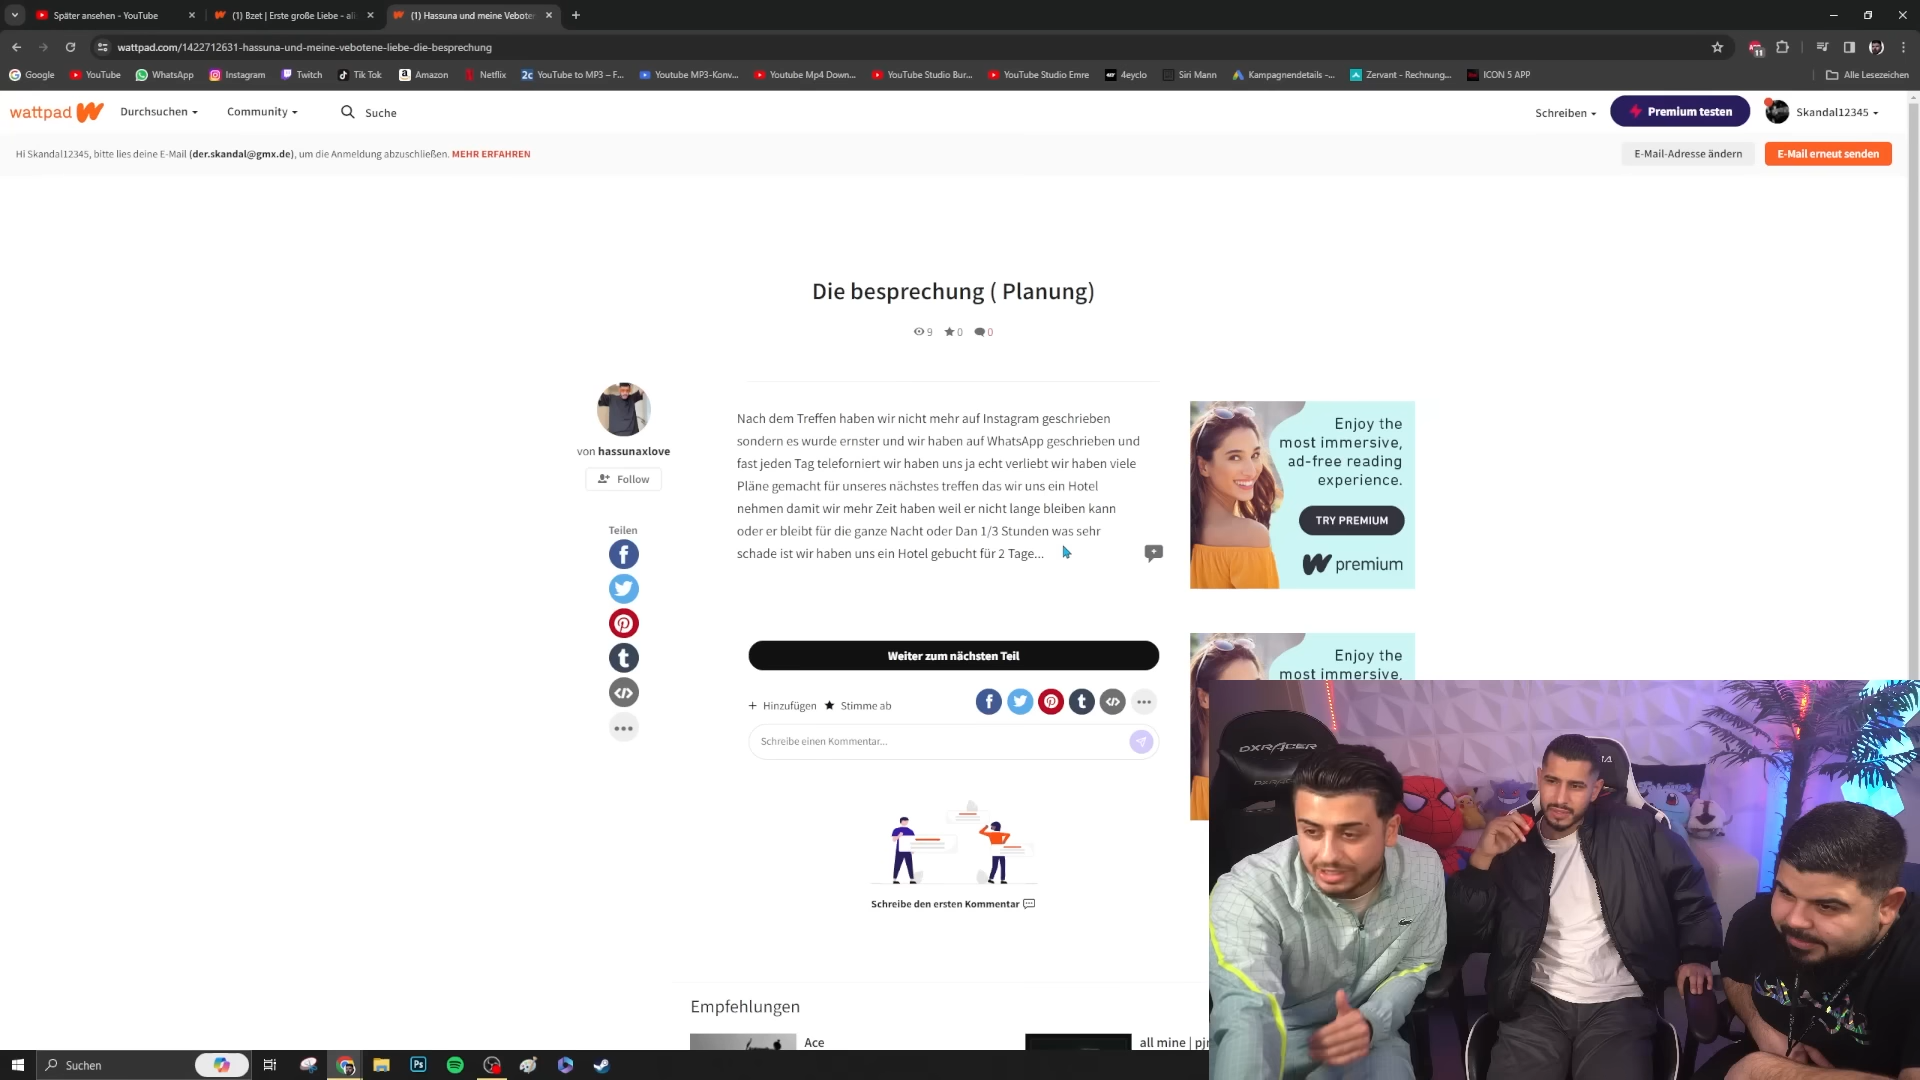 Später ansehen - YouTube
(1) Bzet | Erste große Liebe - ali
(1) Hassuna und meine Veboten
wattpad.com/1422712631-hassuna-und-meine-vebotene-liebe-die-besprechung
11
Google
YouTube
WhatsApp
Instagram
Twitch
Tik Tok
Amazon
Netflix
2c YouTube to MP3 – F...
Youtube MP3-Konv...
Youtube Mp4 Down...
YouTube Studio Bur...
YouTube Studio Emre
4eyclo
Siri Mann
Kampagnendetails -...
Zervant - Rechnung...
ICON 5 APP
Alle Lesezeichen
wattpad
Durchsuchen
Community
Suche
Schreiben
Premium testen
Skandal12345
Hi Skandal12345, bitte lies deine E-Mail (der.skandal@gmx.de), um die Anmeldung abzuschließen. MEHR ERFAHREN
E-Mail-Adresse ändern
E-Mail erneut senden
Die besprechung ( Planung)
9 0 0
von hassunaxlove
Follow
Teilen
Nach dem Treffen haben wir nicht mehr auf Instagram geschrieben
sondern es wurde ernster und wir haben auf WhatsApp geschrieben und
fast jeden Tag teleforniert wir haben uns ja echt verliebt wir haben viele
Pläne gemacht für unseres nächstes treffen das wir uns ein Hotel
nehmen damit wir mehr Zeit haben weil er nicht lange bleiben kann
oder er bleibt für die ganze Nacht oder Dan 1/3 Stunden was sehr
schade ist wir haben uns ein Hotel gebucht für 2 Tage...
Enjoy the
most immersive,
ad-free reading
experience.
TRY PREMIUM
premium
Weiter zum nächsten Teil
+ Hinzufügen
Stimme ab
Schreibe einen Kommentar...
Schreibe den ersten Kommentar
Enjoy the
most immersive,
DXRACER
Empfehlungen
Ace
all mine | pjr
Suchen
Ps